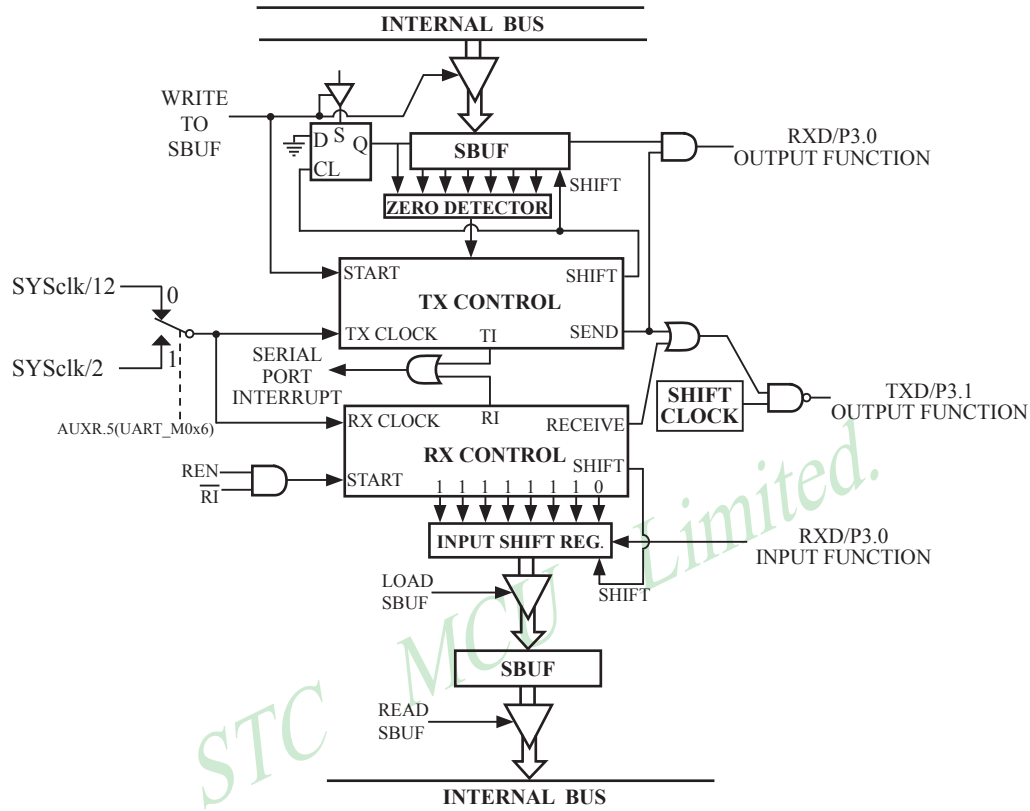 INTERNAL BUS
WRITE
TO
SBUF
D S Q
CL
SBUF
RXD/P3.0
OUTPUT FUNCTION
SHIFT
ZERO DETECTOR
START
SHIFT
TX CONTROL
TX CLOCK
TI
SEND
SYSclk/12
0
SYSclk/2
1
AUXR.5(UART_M0x6)
SERIAL
PORT
INTERRUPT
SHIFT
CLOCK
TXD/P3.1
OUTPUT FUNCTION
RX CLOCK
RI
RECEIVE
RX CONTROL
SHIFT
START
1 1 1 1 1 1 1 0
REN
RI
INPUT SHIFT REG.
RXD/P3.0
INPUT FUNCTION
SHIFT
LOAD
SBUF
SBUF
READ
SBUF
INTERNAL BUS
STC MCU Limited.